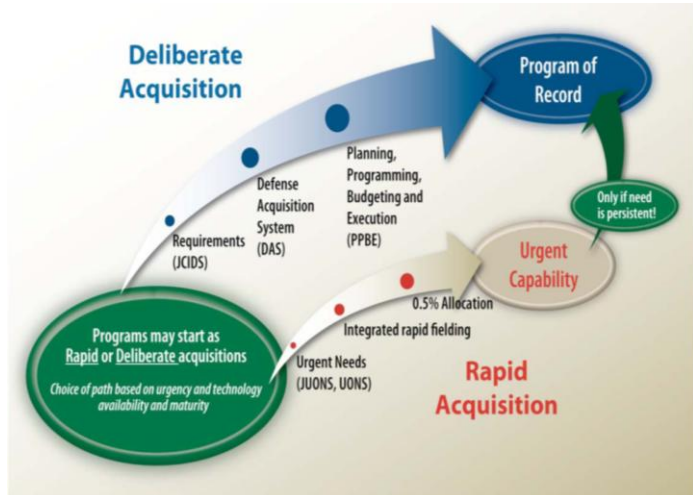 Deliberate
Acquisition
Program of
Record
Planning,
Programming,
Budgeting and
Execution
(PPBE)
Defense
Acquisition
System
(DAS)
Requirements
(JCIDS)
Only if need
is persistent!
Urgent
Capability
0.5% Allocation
Integrated rapid fielding
Urgent Needs
(JUONS, UONS)
Programs may start as
Rapid or Deliberate acquisitions
Choice of path based on urgency and technology
availability and maturity
Rapid
Acquisition